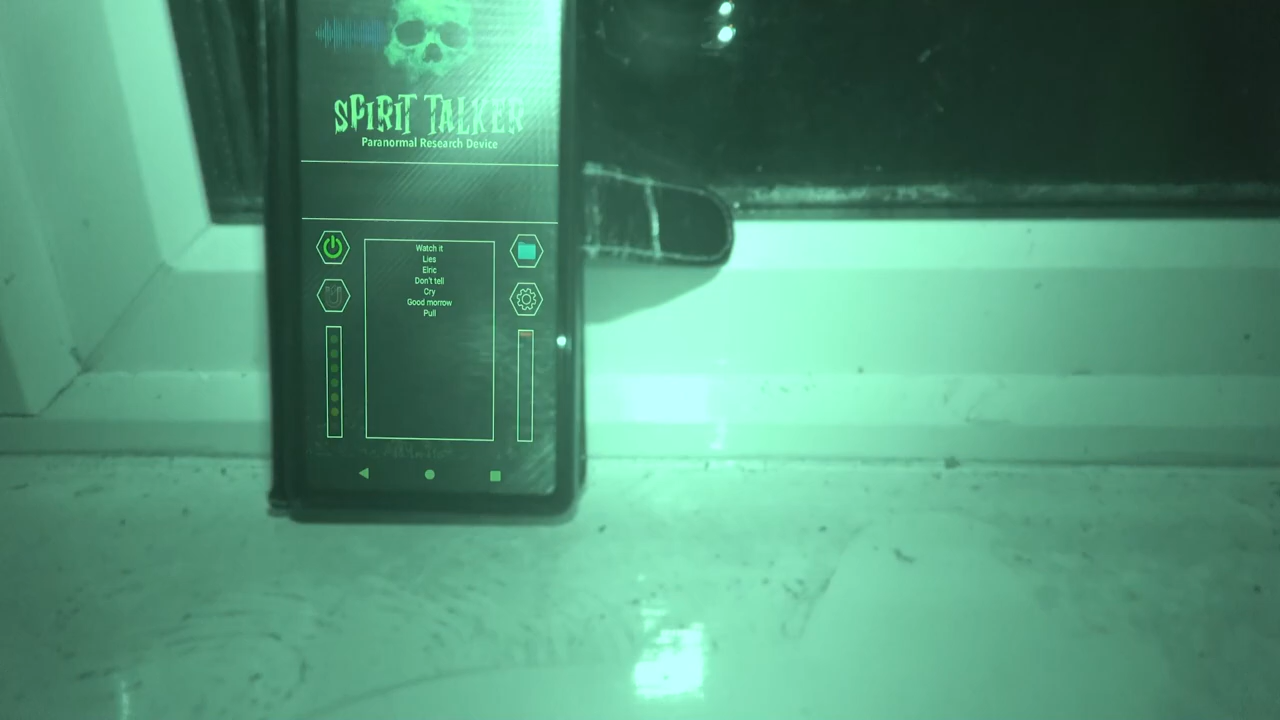 SPIRIT TALKER
Paranormal Research Device
Watch it
Lies
Elric
Don't tell
Cry
Good morrow
Pull